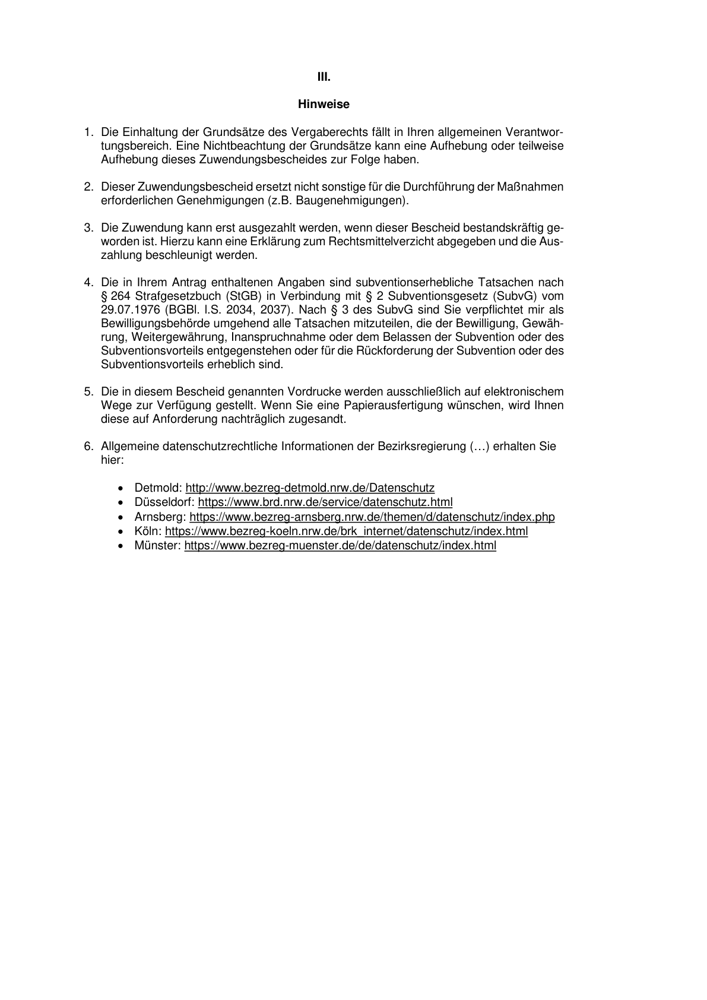 III.
Hinweise
1. Die Einhaltung der Grundsätze des Vergaberechts fällt in Ihren allgemeinen Verantwor-
tungsbereich. Eine Nichtbeachtung der Grundsätze kann eine Aufhebung oder teilweise
Aufhebung dieses Zuwendungsbescheides zur Folge haben.
2. Dieser Zuwendungsbescheid ersetzt nicht sonstige für die Durchführung der Maßnahmen
erforderlichen Genehmigungen (z.B. Baugenehmigungen).
3. Die Zuwendung kann erst ausgezahlt werden, wenn dieser Bescheid bestandskräftig ge-
worden ist. Hierzu kann eine Erklärung zum Rechtsmittelverzicht abgegeben und die Aus-
zahlung beschleunigt werden.
4. Die in Ihrem Antrag enthaltenen Angaben sind subventionserhebliche Tatsachen nach
§ 264 Strafgesetzbuch (StGB) in Verbindung mit § 2 Subventionsgesetz (SubvG) vom
29.07.1976 (BGBl. I.S. 2034, 2037). Nach § 3 des SubvG sind Sie verpflichtet mir als
Bewilligungsbehörde umgehend alle Tatsachen mitzuteilen, die der Bewilligung, Gewäh-
rung, Weitergewährung, Inanspruchnahme oder dem Belassen der Subvention oder des
Subventionsvorteils entgegenstehen oder für die Rückforderung der Subvention oder des
Subventionsvorteils erheblich sind.
5. Die in diesem Bescheid genannten Vordrucke werden ausschließlich auf elektronischem
Wege zur Verfügung gestellt. Wenn Sie eine Papierausfertigung wünschen, wird Ihnen
diese auf Anforderung nachträglich zugesandt.
6. Allgemeine datenschutzrechtliche Informationen der Bezirksregierung (…) erhalten Sie
hier:
• Detmold: http://www.bezreg-detmold.nrw.de/Datenschutz
• Düsseldorf: https://www.brd.nrw.de/service/datenschutz.html
• Arnsberg: https://www.bezreg-arnsberg.nrw.de/themen/d/datenschutz/index.php
• Köln: https://www.bezreg-koeln.nrw.de/brk_internet/datenschutz/index.html
• Münster: https://www.bezreg-muenster.de/de/datenschutz/index.html